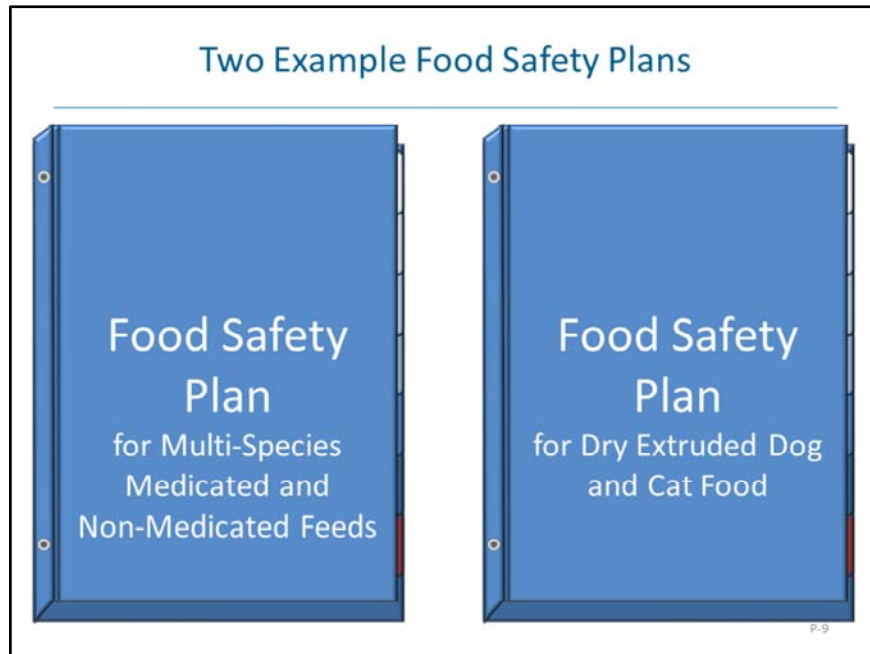 Two Example Food Safety Plans
Food Safety
Plan
for Multi-Species
Medicated and
Non-Medicated Feeds
Food Safety
Plan
for Dry Extruded Dog
and Cat Food
P-9